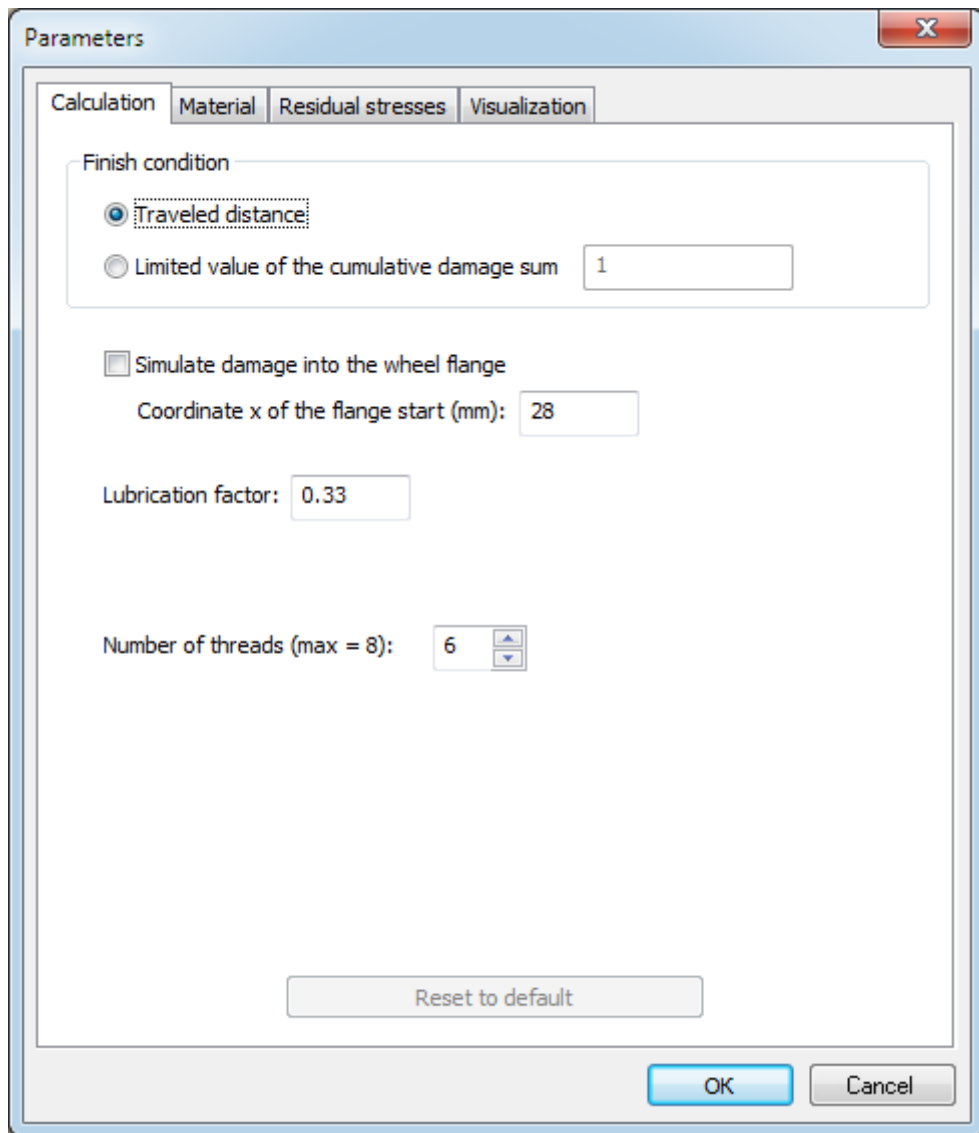 Parameters
Calculation Material Residual stresses Visualization
Finish condition
Traveled distance
Limited value of the cumulative damage sum 1
Simulate damage into the wheel flange
Coordinate x of the flange start (mm): 28
Lubrication factor: 0.33
Number of threads (max = 8): 6
Reset to default
OK Cancel